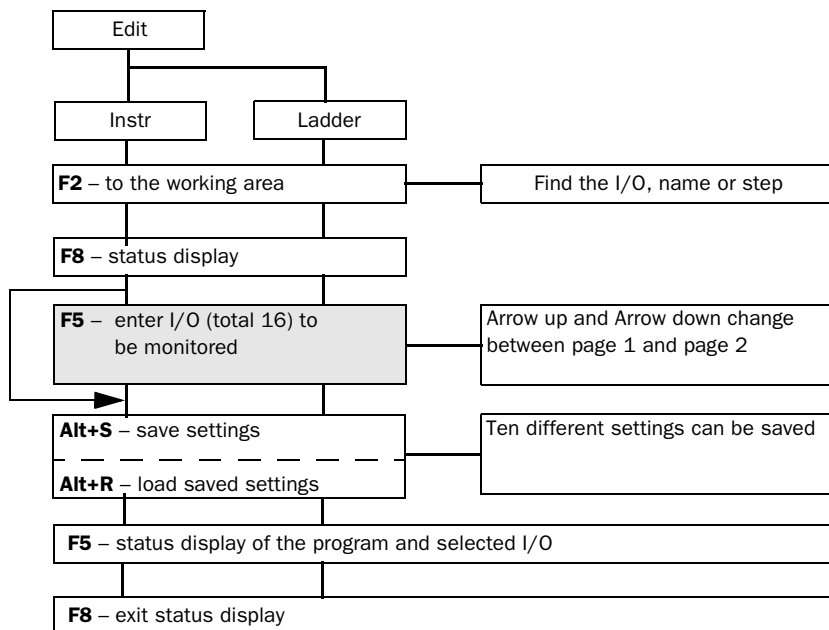 Edit
Instr
Ladder
F2 – to the working area
Find the I/O, name or step
F8 – status display
F5 – enter I/O (total 16) to
be monitored
Arrow up and Arrow down change
between page 1 and page 2
Alt+S – save settings
Ten different settings can be saved
Alt+R – load saved settings
F5 – status display of the program and selected I/O
F8 – exit status display